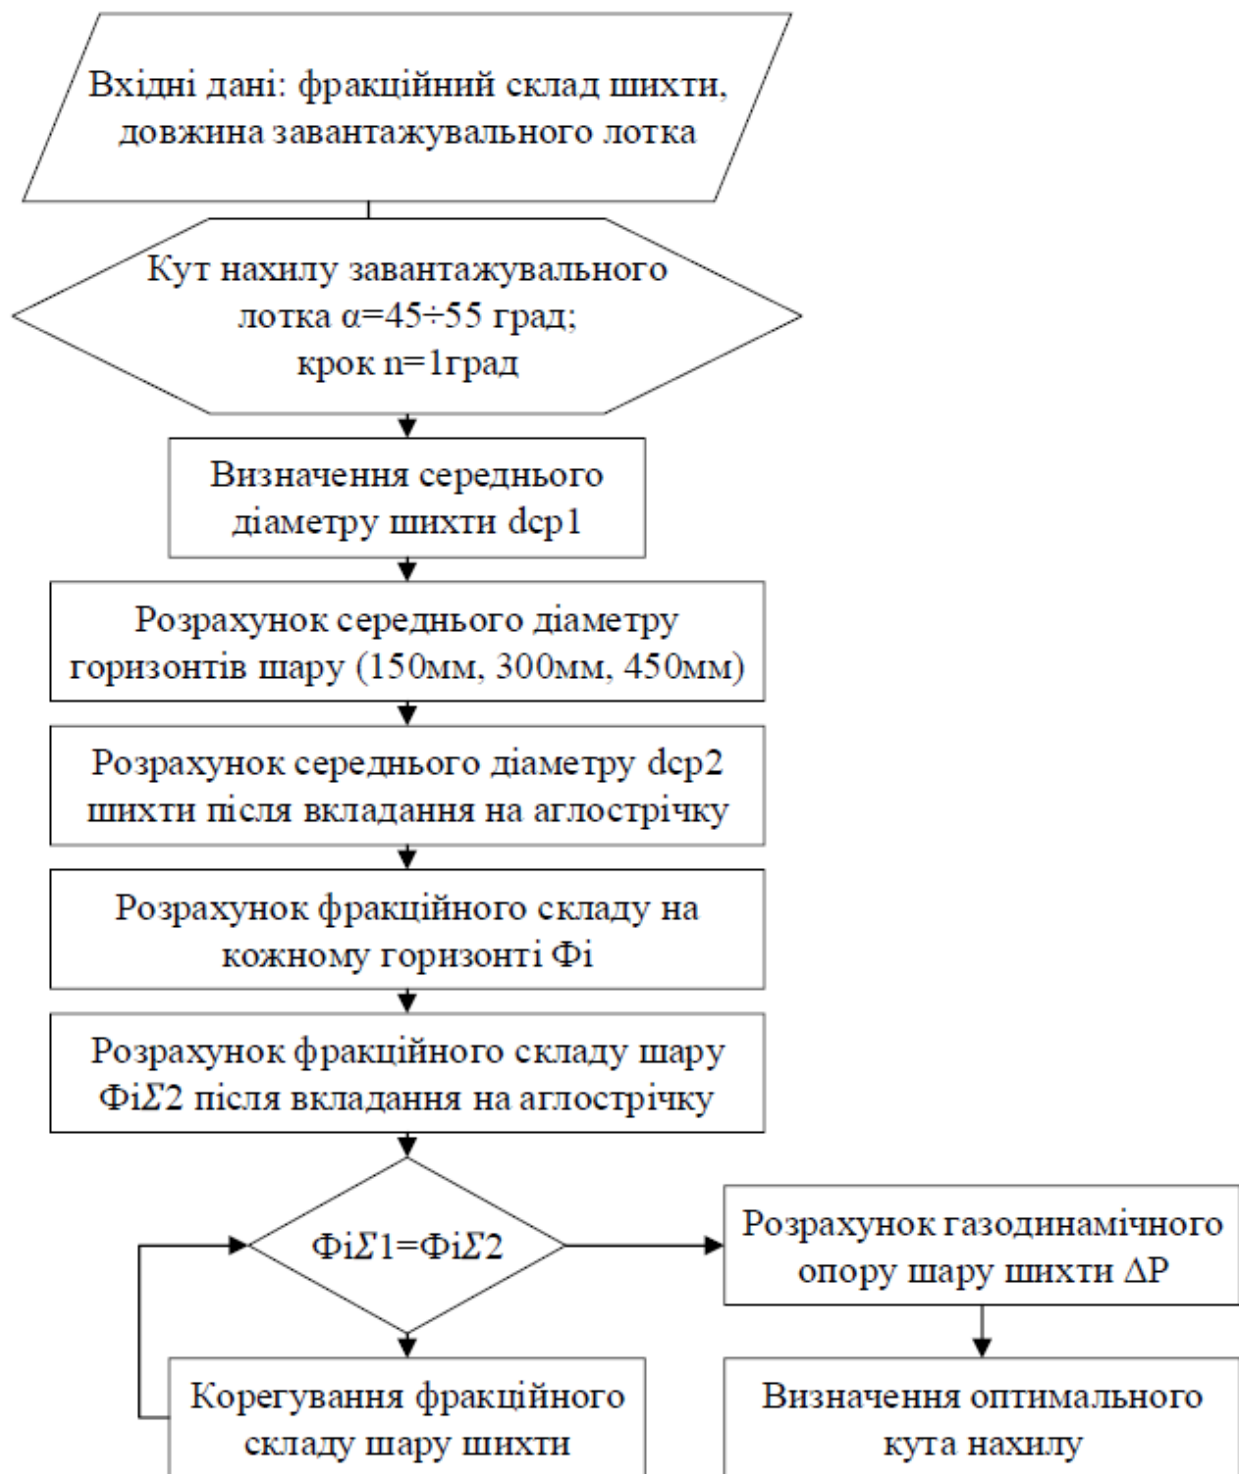 Вхідні дані: фракційний склад шихти,
довжина завантажувального лотка
Кут нахилу завантажувального
лотка α=45÷55 град;
крок n=1град
Визначення середнього
діаметру шихти dср1
Розрахунок середнього діаметру
горизонтів шару (150мм, 300мм, 450мм)
Розрахунок середнього діаметру dср2
шихти після вкладання на аглострічку
Розрахунок фракційного складу на
кожному горизонті Фі
Розрахунок фракційного складу шару
ФіΣ2 після вкладання на аглострічку
ФіΣ1=ФіΣ2
Розрахунок газодинамічного
опору шару шихти ΔP
Корегування фракційного
складу шару шихти
Визначення оптимального
кута нахилу